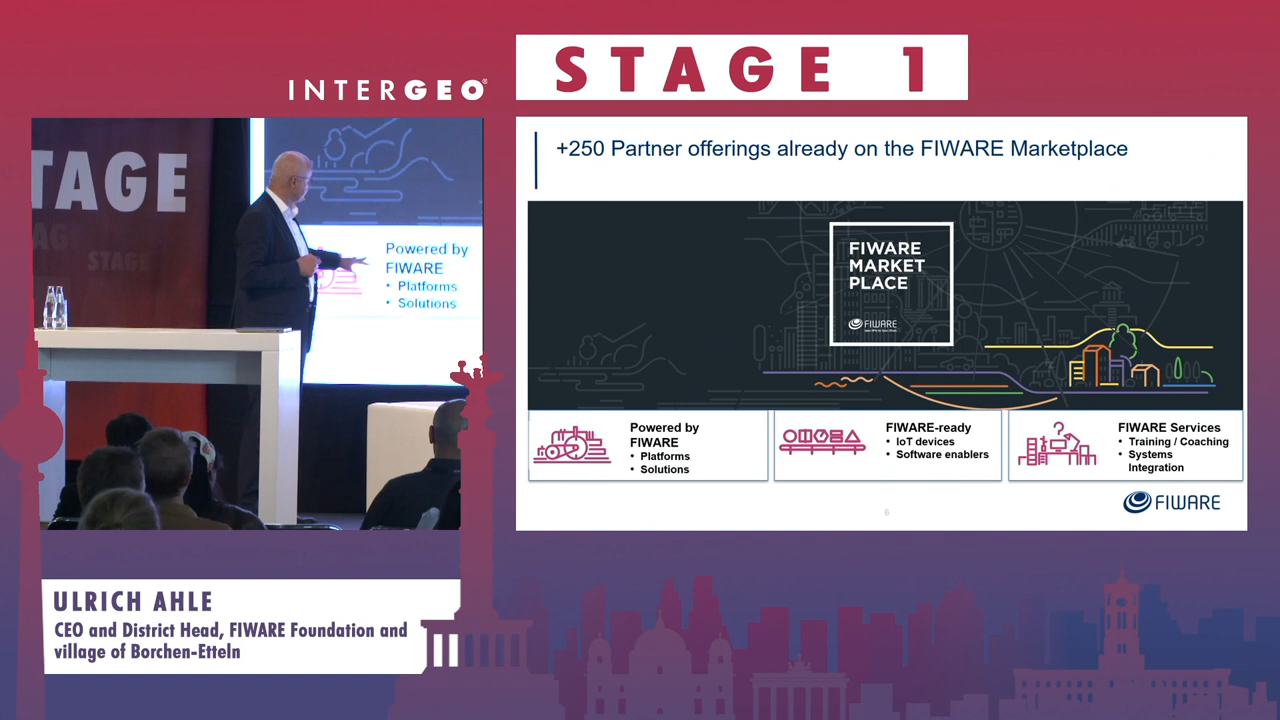 INTERGEO®
STAGE 1
TAGE
STAGE
Powered by
FIWARE
• Platforms
• Solutions
+250 Partner offerings already on the FIWARE Marketplace
FIWARE
MARKET
PLACE
FIWARE
Powered by
FIWARE
• Platforms
• Solutions
FIWARE-ready
• IoT devices
• Software enablers
FIWARE Services
• Training / Coaching
• Systems
Integration
FIWARE
6
ULRICH AHLE
CEO and District Head, FIWARE Foundation and
village of Borchen-Etteln